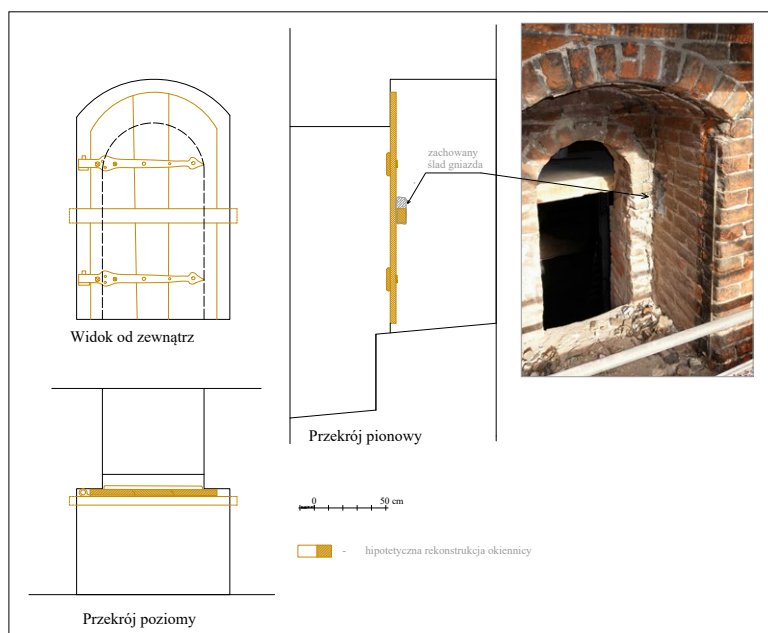 zachowany
ślad gniazda
Widok od zewnątrz
Przekrój pionowy
0
50 cm
- hipotetyczna rekonstrukcja okiennicy
Przekrój poziomy